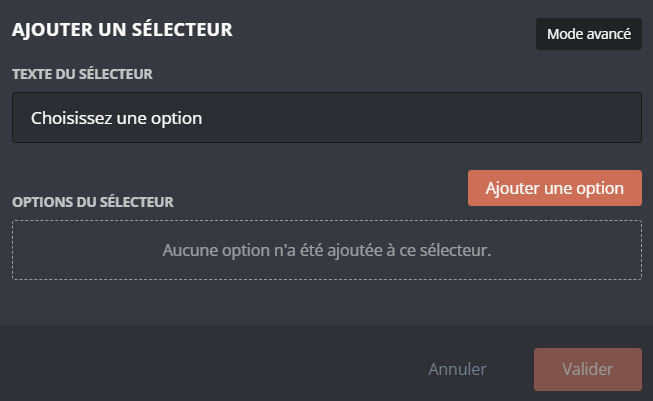 AJOUTER UN SÉLECTEUR
Mode avancé
TEXTE DU SÉLECTEUR
Choisissez une option
Ajouter une option
OPTIONS DU SÉLECTEUR
Aucune option n'a été ajoutée à ce sélecteur.
Annuler
Valider